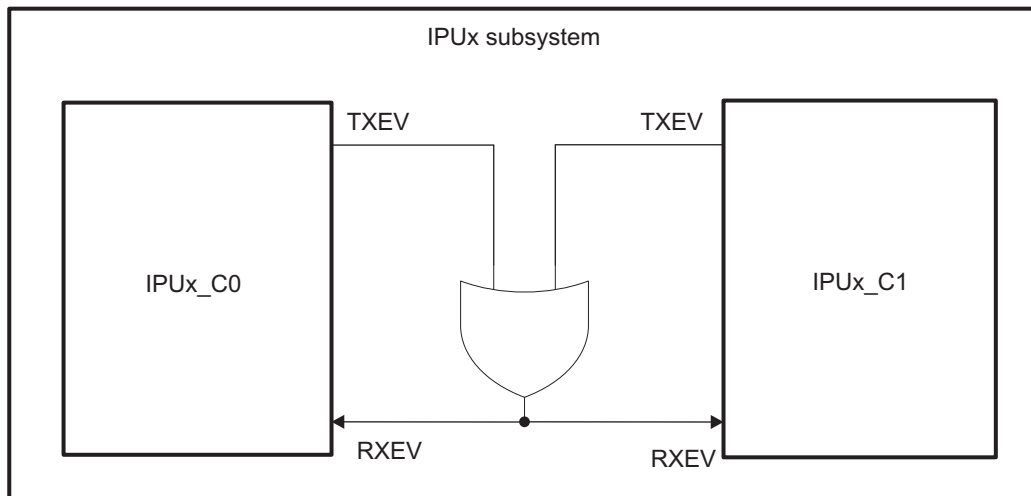 IPUx subsystem
TXEV
TXEV
IPUx_C0
IPUx_C1
RXEV
RXEV